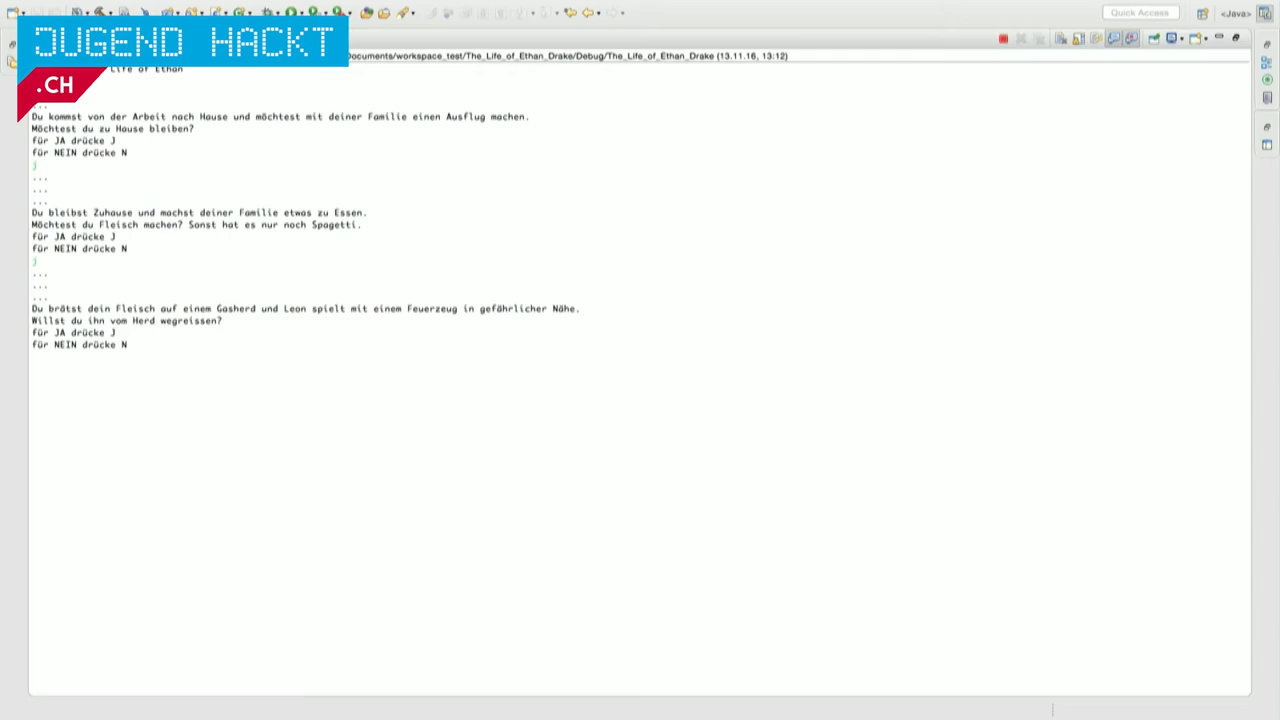 Quick Access
<Java>
JUGEND HACKT
.CH
ocuments/workspace_test/The_Life_of_Ethan_Drake/Debug/The_Life_of_Ethan_Drake (13.11.16, 13:12)
Life of Ethan
...
Du kommst von der Arbeit nach Hause und möchtest mit deiner Familie einen Ausflug machen.
Möchtest du zu Hause bleiben?
für JA drücke J
für NEIN drücke N
j
...
...
...
Du bleibst Zuhause und machst deiner Familie etwas zu Essen.
Möchtest du Fleisch machen? Sonst hat es nur noch Spagetti.
für JA drücke J
für NEIN drücke N
j
...
...
...
Du brätst dein Fleisch auf einem Gasherd und Leon spielt mit einem Feuerzeug in gefährlicher Nähe.
Willst du ihn vom Herd wegreissen?
für JA drücke J
für NEIN drücke N